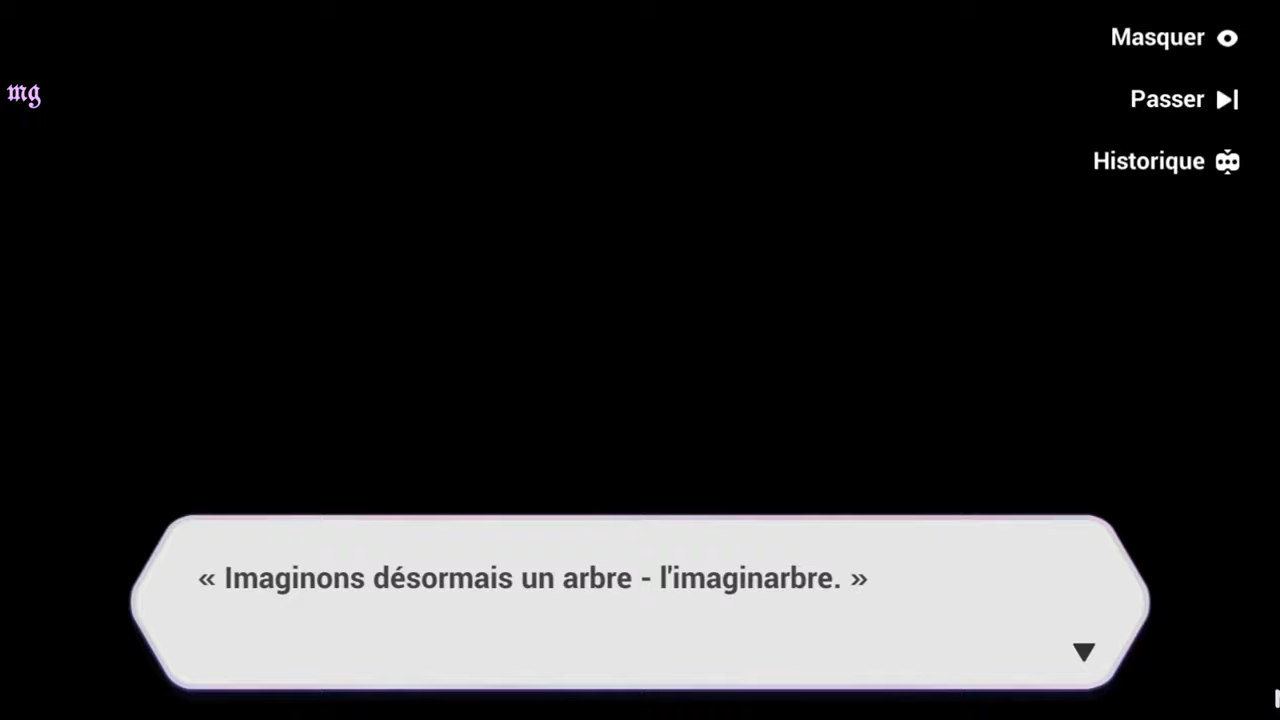 Masquer
mg
Passer
Historique
« Imaginons désormais un arbre - l'imaginarbre. »